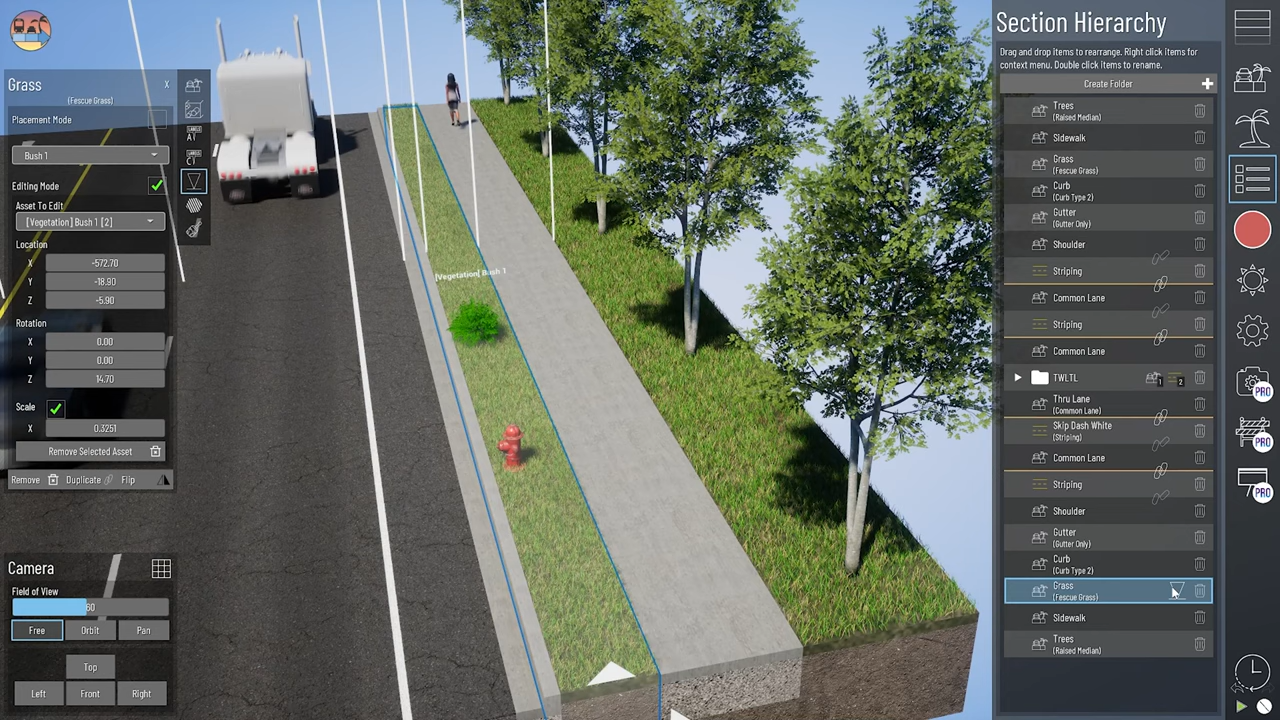 Grass
X
(Fescue Grass)
Placement Mode
Bush 1
Editing Mode
Asset To Edit
[Vegetation] Bush 1 [2]
Location
X -572.70
Y -18.90
Z -5.90
Rotation
X 0.00
Y 0.00
Z 14.70
Scale
X 0.3251
Remove Selected Asset
Remove Duplicate Flip
Camera
Field of View
60
Free Orbit Pan
Top
Left Front Right
[Vegetation] Bush 1
Section Hierarchy
Drag and drop items to rearrange. Right click items for
context menu. Double click items to rename.
Create Folder
Trees
(Raised Median)
Sidewalk
Grass
(Fescue Grass)
Curb
(Curb Type 2)
Gutter
(Gutter Only)
Shoulder
Striping
Common Lane
Striping
Common Lane
TWLTL 1 2
Thru Lane
(Common Lane)
Skip Dash White
(Striping)
Common Lane
Striping
Shoulder
Gutter
(Gutter Only)
Curb
(Curb Type 2)
Grass
(Fescue Grass)
Sidewalk
Trees
(Raised Median)
PRO
PRO
PRO